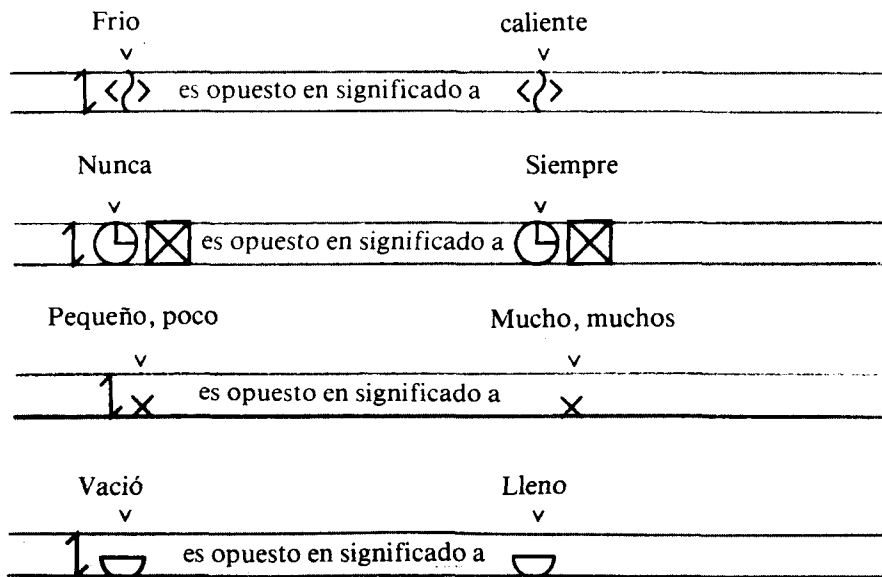 Frio caliente
es opuesto en significado a
Nunca Siempre
es opuesto en significado a
Pequeño, poco Mucho, muchos
es opuesto en significado a
Vació Lleno
es opuesto en significado a